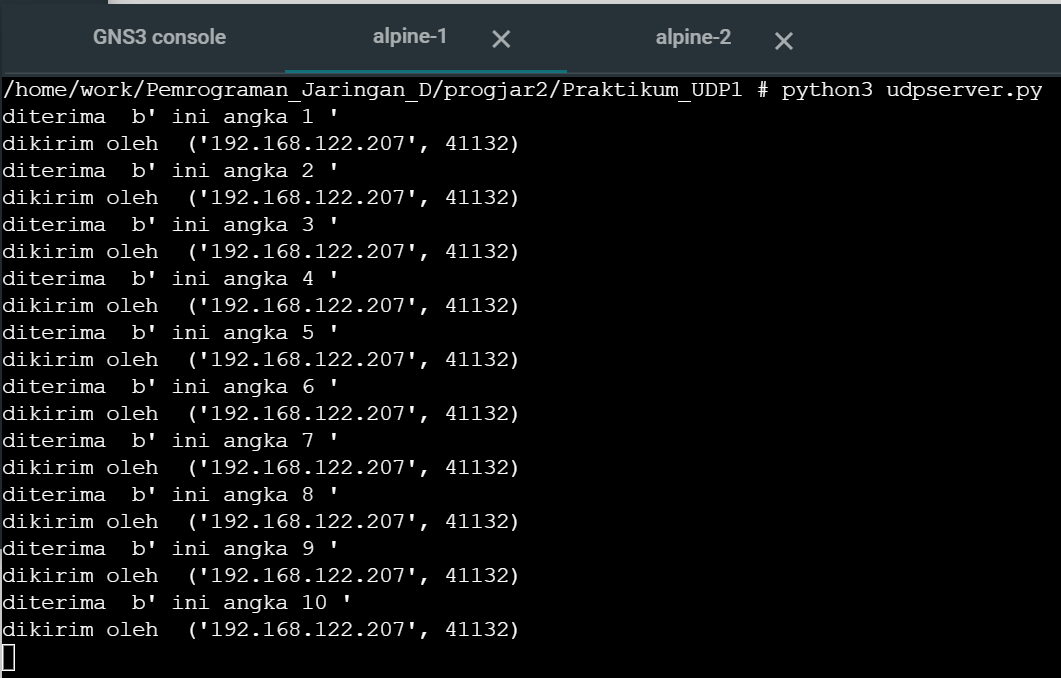 GNS3 console alpine-1 alpine-2
/home/work/Pemrograman_Jaringan_D/progjar2/Praktikum_UDP1 # python3 udpserver.py
diterima  b' ini angka 1 '
dikirim oleh  ('192.168.122.207', 41132)
diterima  b' ini angka 2 '
dikirim oleh  ('192.168.122.207', 41132)
diterima  b' ini angka 3 '
dikirim oleh  ('192.168.122.207', 41132)
diterima  b' ini angka 4 '
dikirim oleh  ('192.168.122.207', 41132)
diterima  b' ini angka 5 '
dikirim oleh  ('192.168.122.207', 41132)
diterima  b' ini angka 6 '
dikirim oleh  ('192.168.122.207', 41132)
diterima  b' ini angka 7 '
dikirim oleh  ('192.168.122.207', 41132)
diterima  b' ini angka 8 '
dikirim oleh  ('192.168.122.207', 41132)
diterima  b' ini angka 9 '
dikirim oleh  ('192.168.122.207', 41132)
diterima  b' ini angka 10 '
dikirim oleh  ('192.168.122.207', 41132)